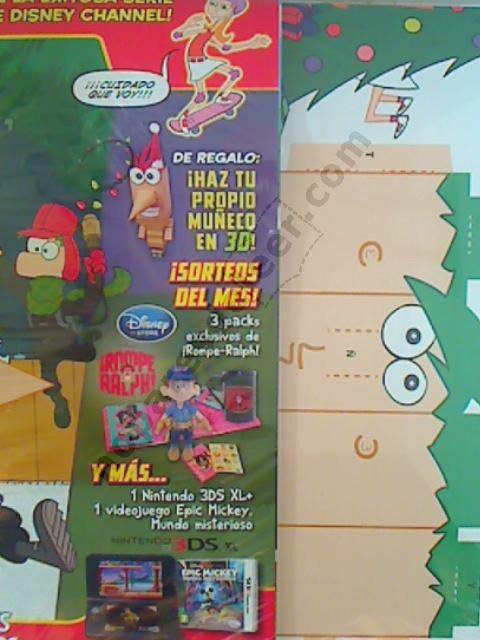 E LA EXITOSA SERIE
E DISNEY CHANNEL!
¡¡¡CUIDADO
QUE VOY!!!
DE REGALO:
¡HAZ TU
PROPIO
MUÑECO
EN 3D!
¡SORTEOS
DEL MES!
Disney
STORE
3 packs
exclusivos de
¡Rompe-Ralph!
¡ROMPE
RALPH!
Y MÁS...
1 Nintendo 3DS XL+
1 videojuego Epic Mickey.
Mundo misterioso
NINTENDO 3DS XL
EPIC MICKEY
T
Ñ